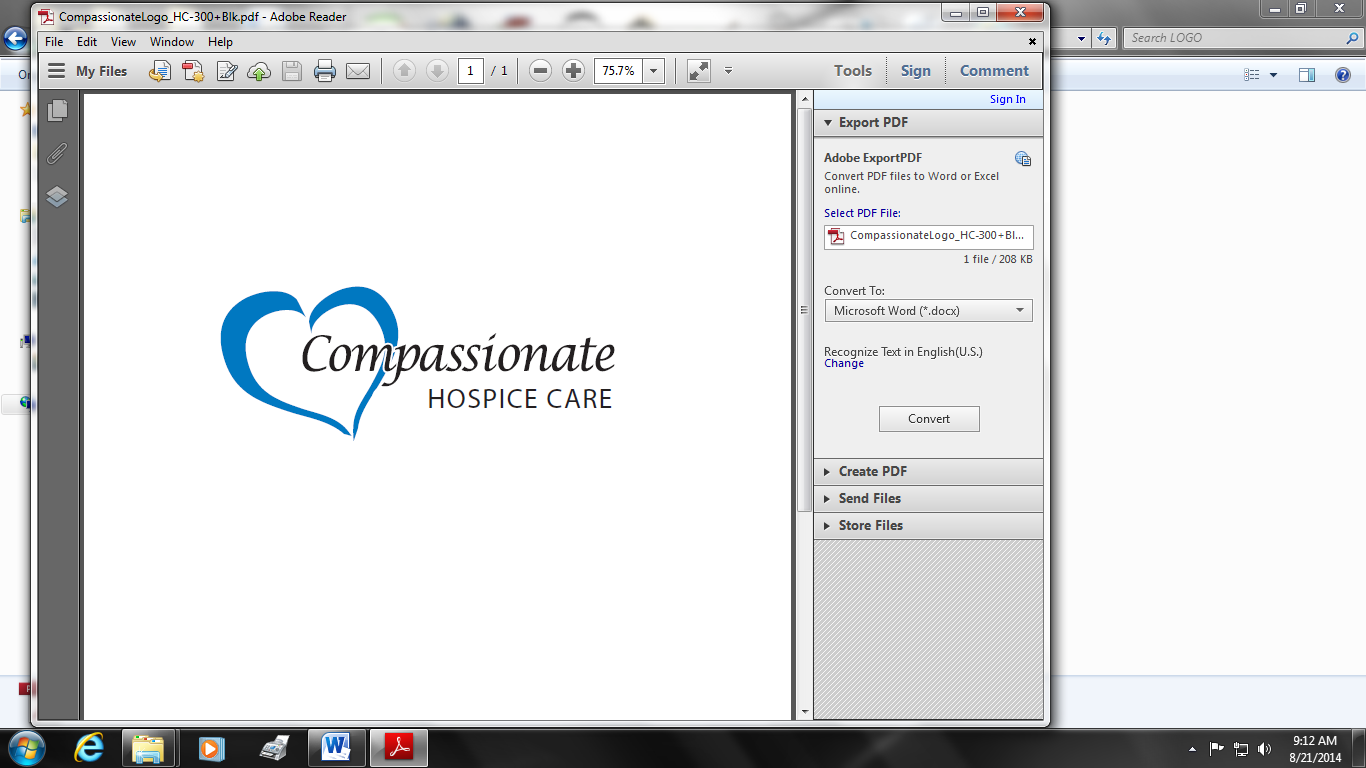 CompassionateLogo_HC-300+Blk.pdf - Adobe Reader
File Edit View Window Help
Search LOGO
My Files
1 / 1
75.7%
Tools Sign Comment
Sign In
Export PDF
Adobe ExportPDF
Convert PDF files to Word or Excel
online.
Select PDF File:
CompassionateLogo_HC-300+Bl...
1 file / 208 KB
Convert To:
Microsoft Word (*.docx)
Recognize Text in English(U.S.)
Change
Convert
Create PDF
Send Files
Store Files
Compassionate
HOSPICE CARE
9:12 AM
8/21/2014